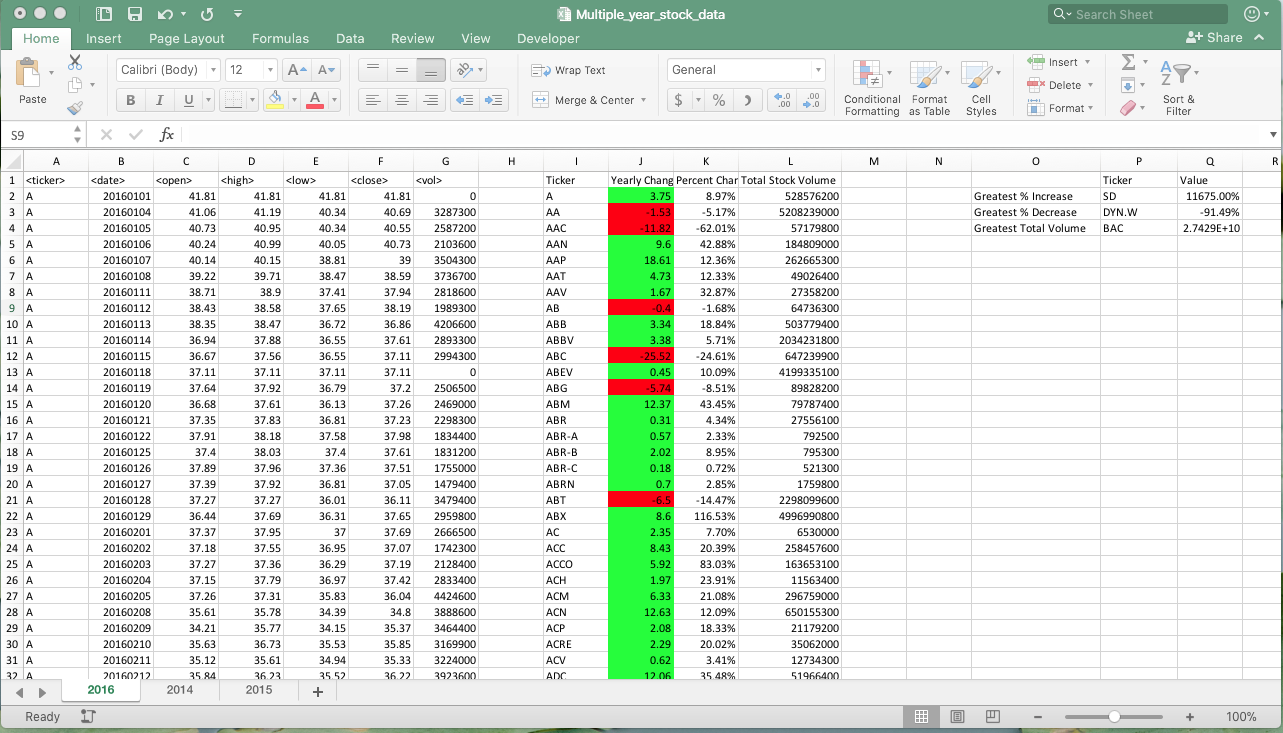 Multiple_year_stock_data
Search Sheet
Home Insert Page Layout Formulas Data Review View Developer Share
Calibri (Body) 12 A A Wrap Text General Insert
Paste Delete
B I U A Merge & Center $ % .0 .00 .00 .0 Conditional Formatting Format as Table Cell Styles Format Sort & Filter
S9 fx
A B C D E F G H I J K L M N O P Q R
1 <ticker> <date> <open> <high> <low> <close> <vol> Ticker Yearly Chang Percent Char Total Stock Volume Ticker Value
2 A 20160101 41.81 41.81 41.81 41.81 0 A 3.75 8.97% 528576200 Greatest % Increase SD 11675.00%
3 A 20160104 41.06 41.19 40.34 40.69 3287300 AA -1.53 -5.17% 5208239000 Greatest % Decrease DYN.W -91.49%
4 A 20160105 40.73 40.95 40.34 40.55 2587200 AAC -11.82 -62.01% 57179800 Greatest Total Volume BAC 2.7429E+10
5 A 20160106 40.24 40.99 40.05 40.73 2103600 AAN 9.6 42.88% 184809000
6 A 20160107 40.14 40.15 38.81 39 3504300 AAP 18.61 12.36% 262665300
7 A 20160108 39.22 39.71 38.47 38.59 3736700 AAT 4.73 12.33% 49026400
8 A 20160111 38.71 38.9 37.41 37.94 2818600 AAV 1.67 32.87% 27358200
9 A 20160112 38.43 38.58 37.65 38.19 1989300 AB -0.4 -1.68% 64736300
10 A 20160113 38.35 38.47 36.72 36.86 4206600 ABB 3.34 18.84% 503779400
11 A 20160114 36.94 37.88 36.55 37.61 2893300 ABBV 3.38 5.71% 2034231800
12 A 20160115 36.67 37.56 36.55 37.11 2994300 ABC -25.52 -24.61% 647239900
13 A 20160118 37.11 37.11 37.11 37.11 0 ABEV 0.45 10.09% 4199335100
14 A 20160119 37.64 37.92 36.79 37.2 2506500 ABG -5.74 -8.51% 89828200
15 A 20160120 36.68 37.61 36.13 37.26 2469000 ABM 12.37 43.45% 79787400
16 A 20160121 37.35 37.83 36.81 37.23 2298300 ABR 0.31 4.34% 27556100
17 A 20160122 37.91 38.18 37.58 37.98 1834400 ABR-A 0.57 2.33% 792500
18 A 20160125 37.4 38.03 37.4 37.61 1831200 ABR-B 2.02 8.95% 795300
19 A 20160126 37.89 37.96 37.36 37.51 1755000 ABR-C 0.18 0.72% 521300
20 A 20160127 37.39 37.92 36.81 37.05 1479400 ABRN 0.7 2.85% 1759800
21 A 20160128 37.27 37.27 36.01 36.11 3479400 ABT -6.5 -14.47% 2298099600
22 A 20160129 36.44 37.69 36.31 37.65 2959800 ABX 8.6 116.53% 4996990800
23 A 20160201 37.37 37.95 37 37.69 2666500 AC 2.35 7.70% 6530000
24 A 20160202 37.18 37.55 36.95 37.07 1742300 ACC 8.43 20.39% 258457600
25 A 20160203 37.27 37.36 36.29 37.19 2128400 ACCO 5.92 83.03% 163653100
26 A 20160204 37.15 37.79 36.97 37.42 2833400 ACH 1.97 23.91% 11563400
27 A 20160205 37.26 37.31 35.83 36.04 4424600 ACM 6.33 21.08% 296759000
28 A 20160208 35.61 35.78 34.39 34.8 3888600 ACN 12.63 12.09% 650155300
29 A 20160209 34.21 35.77 34.15 35.37 3464400 ACP 2.08 18.33% 21179200
30 A 20160210 35.63 36.73 35.53 35.85 3169900 ACRE 2.29 20.02% 35062000
31 A 20160211 35.12 35.61 34.94 35.33 3224000 ACV 0.62 3.41% 12734300
32 A 20160212 35.84 36.23 35.52 36.22 3923600 ADC 12.06 35.48% 51966400
2016 2014 2015 +
Ready 100%